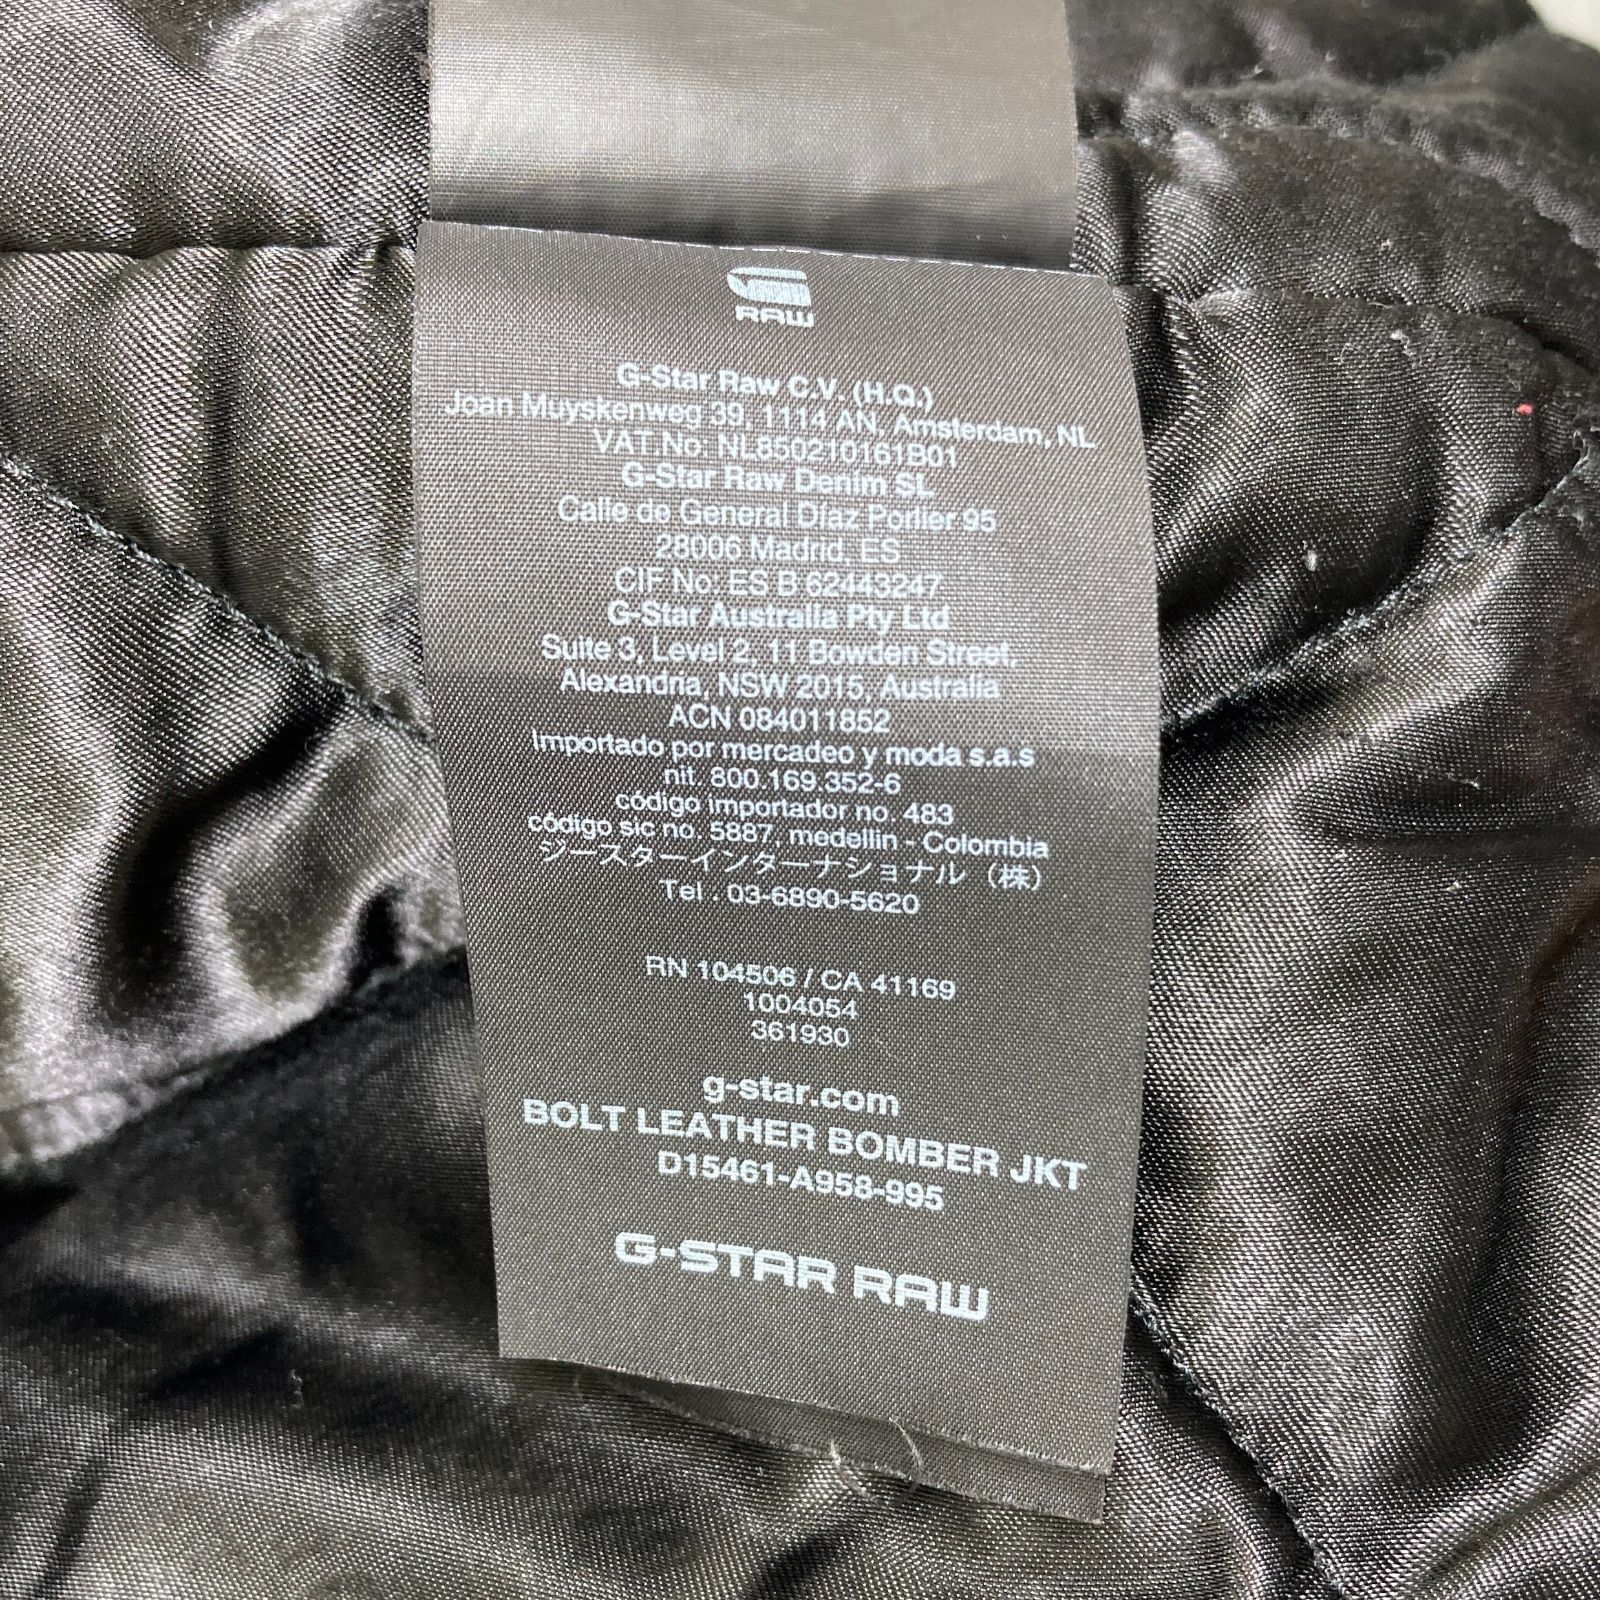 RAW
G-Star Raw C.V. (H.Q.)
Joan Muyskenweg 39, 1114 AN, Amsterdam, NL
VAT.No: NL850210161B01
G-Star Raw Denim SL
Calle de General Díaz Porlier 95
28006 Madrid, ES
CIF No: ES B 62443247
G-Star Australia Pty Ltd
Suite 3, Level 2, 11 Bowden Street,
Alexandria, NSW 2015, Australia
ACN 084011852
Importado por mercadeo y moda s.a.s
nit. 800.169.352-6
código importador no. 483
código sic no. 5887, medellin - Colombia
ジースターインターナショナル（株）
Tel . 03-6890-5620
RN 104506 / CA 41169
1004054
361930
g-star.com
BOLT LEATHER BOMBER JKT
D15461-A958-995
G-STAR RAW